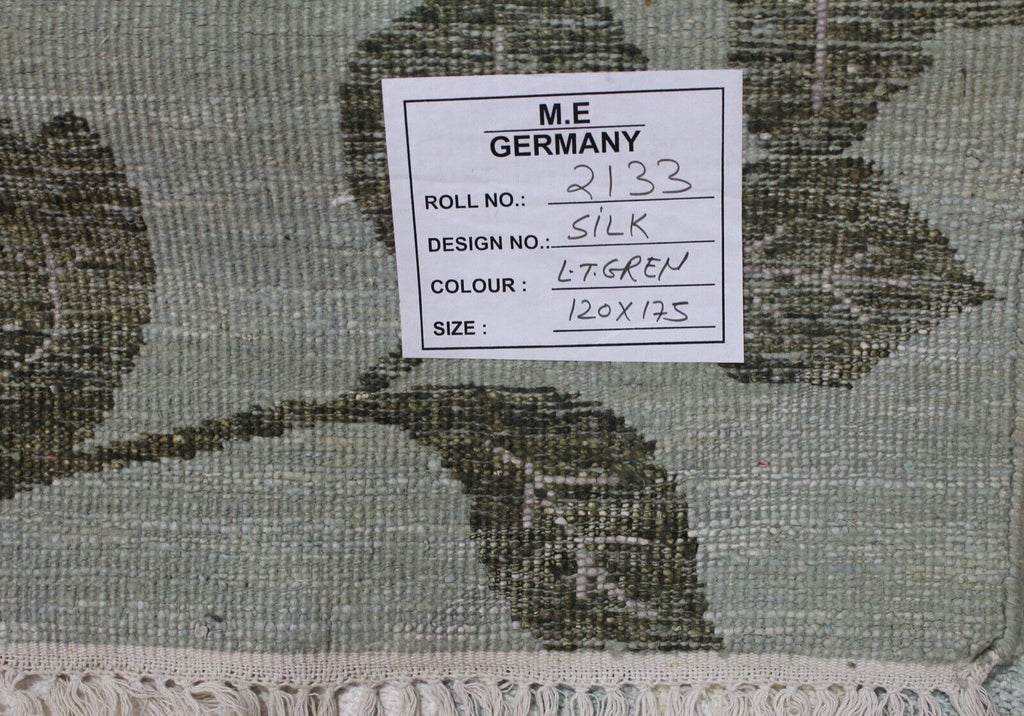 M.E
GERMANY
ROLL NO.: 2133
DESIGN NO.: SiLK
COLOUR : L.T.GREN
SIZE : 120X175